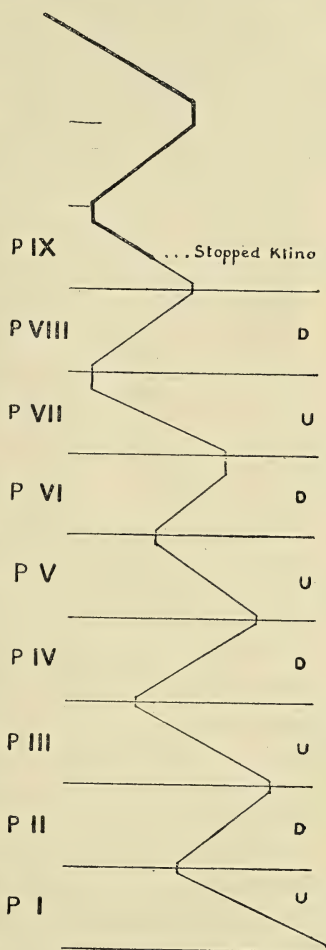 P IX ...Stopped Klino
P VIII D
P VII U
P VI D
P V U
P IV D
P III U
P II D
P I U